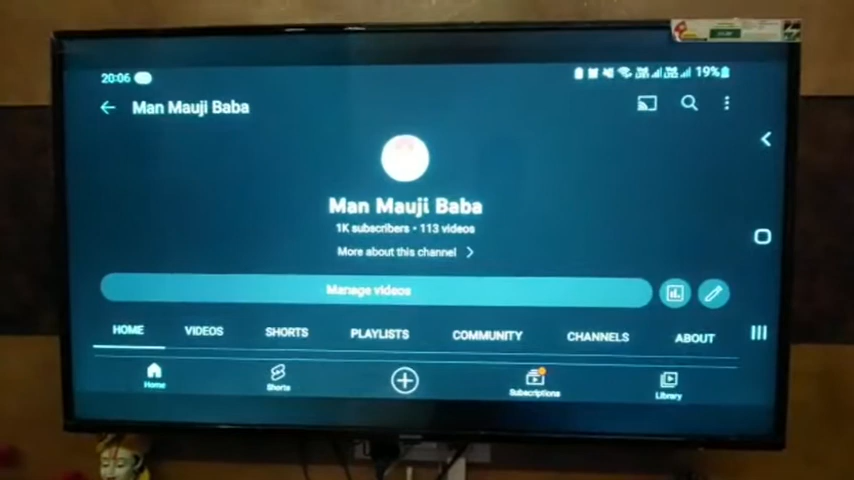 20:06
19%
Man Mauji Baba
Man Mauji Baba
1K subscribers • 113 videos
More about this channel
Manage videos
HOME VIDEOS SHORTS PLAYLISTS COMMUNITY CHANNELS ABOUT
Home Shorts Subscriptions Library